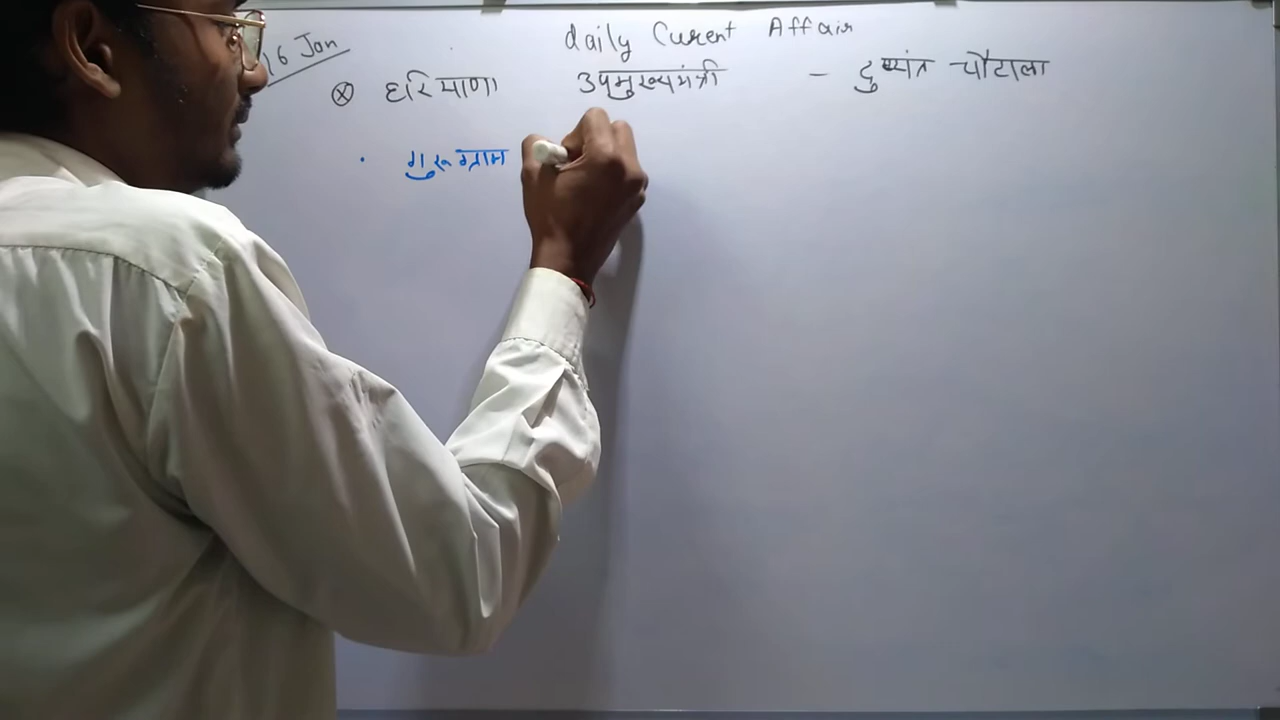 daily Curent Affair
16 Jan
हरियाणा उपमुख्यमंत्री - दुष्यंत चौटाला
गुरुग्राम